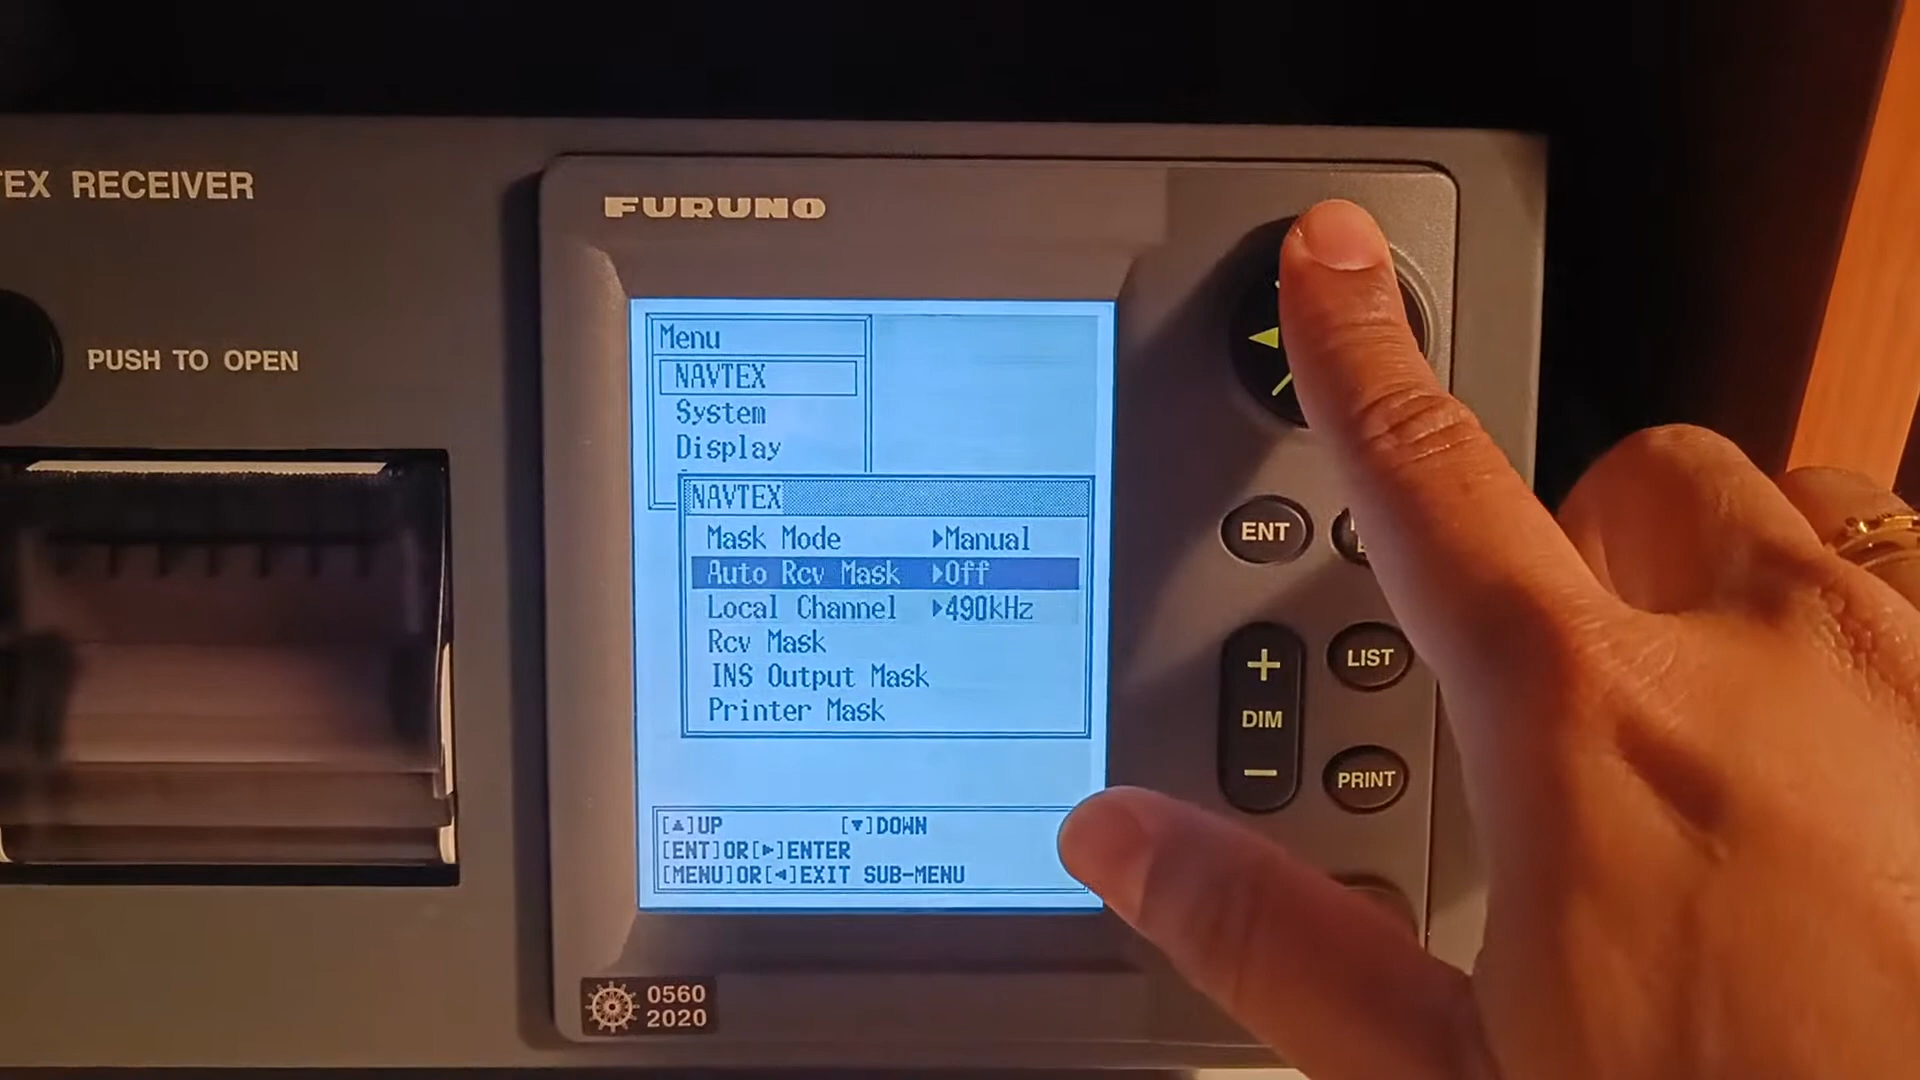 TEX RECEIVER
PUSH TO OPEN
FURUNO
Menu
NAVTEX
System
Display
NAVTEX
Mask Mode ▶Manual
Auto Rcv Mask ▶Off
Local Channel ▶490kHz
Rcv Mask
INS Output Mask
Printer Mask
[▲]UP [▼]DOWN
[ENT]OR[▶]ENTER
[MENU]OR[◀]EXIT SUB-MENU
ENT
+
DIM
−
LIST
PRINT
0560
2020